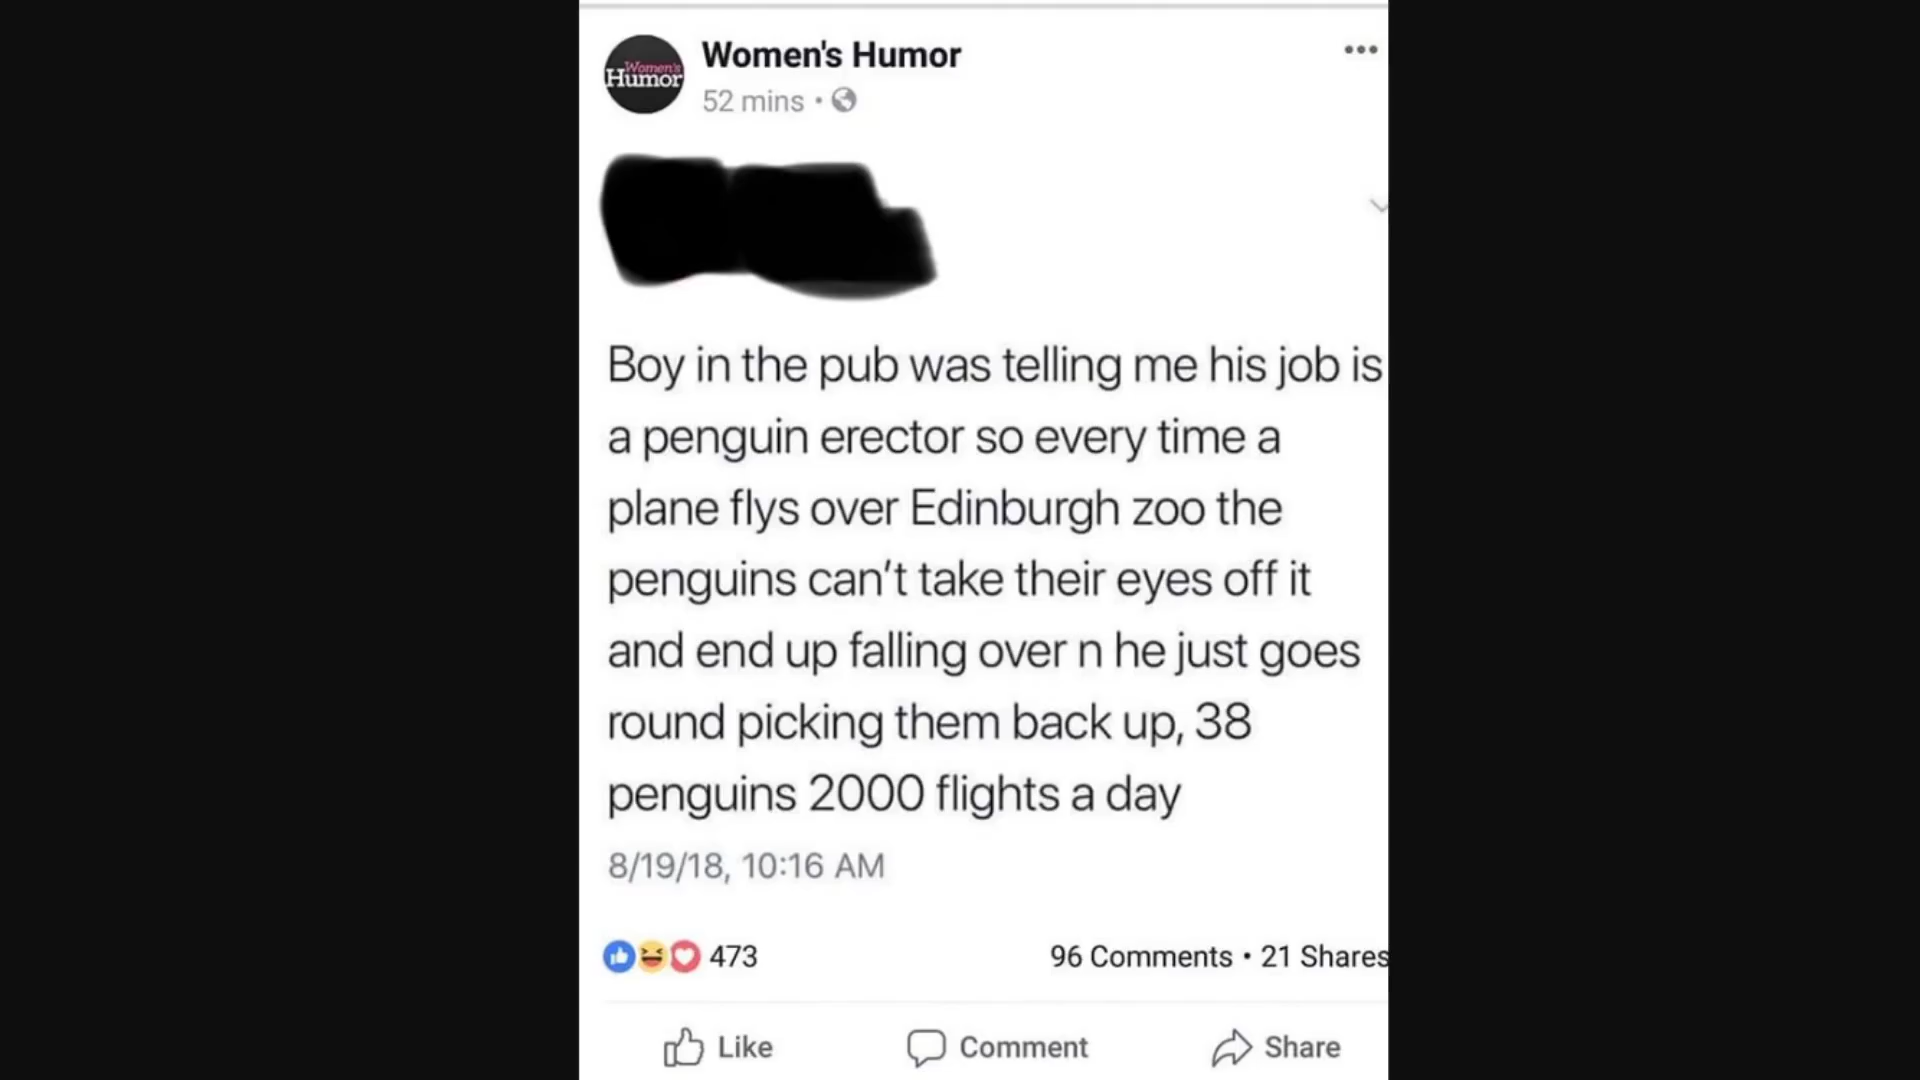 Women's
Humor
Women's Humor
52 mins •
Boy in the pub was telling me his job is
a penguin erector so every time a
plane flys over Edinburgh zoo the
penguins can't take their eyes off it
and end up falling over n he just goes
round picking them back up, 38
penguins 2000 flights a day
8/19/18, 10:16 AM
473 96 Comments • 21 Shares
Like Comment Share